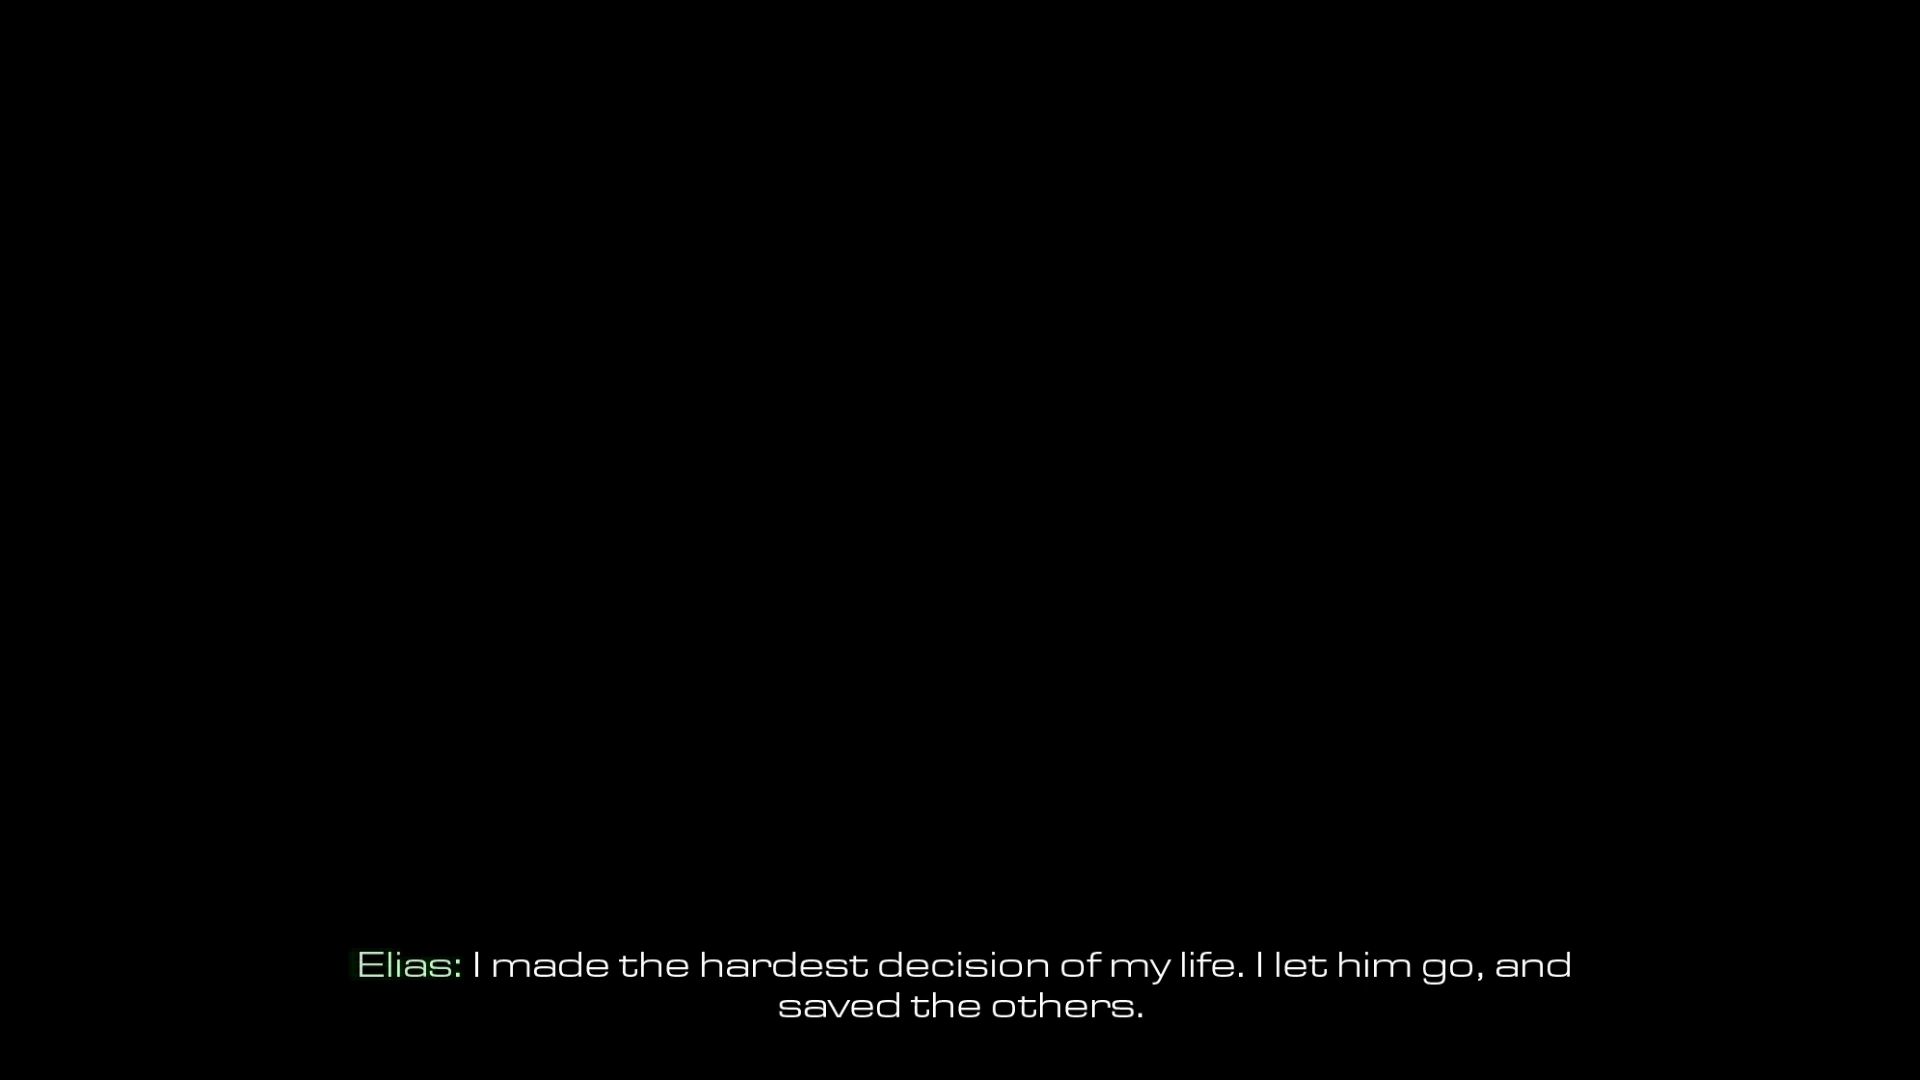 Elias: I made the hardest decision of my life. I let him go, and
saved the others.